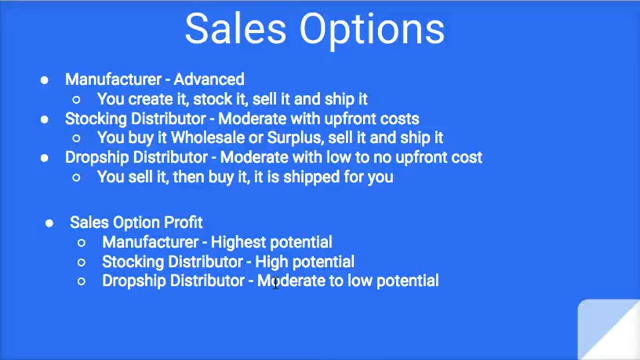 Sales Options
● Manufacturer - Advanced
○ You create it, stock it, sell it and ship it
● Stocking Distributor - Moderate with upfront costs
○ You buy it Wholesale or Surplus, sell it and ship it
● Dropship Distributor - Moderate with low to no upfront cost
○ You sell it, then buy it, it is shipped for you
● Sales Option Profit
○ Manufacturer - Highest potential
○ Stocking Distributor - High potential
○ Dropship Distributor - Moderate to low potential